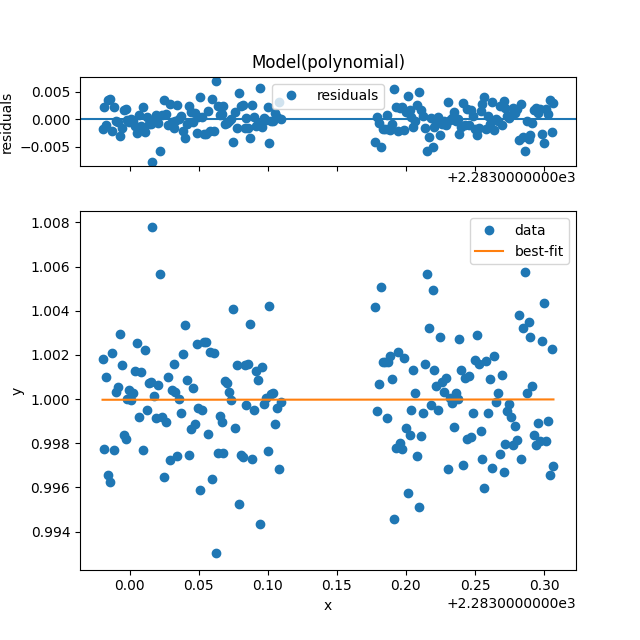 Model(polynomial)
residuals
0.005
0.000
−0.005
residuals
+2.2830000000e3
y
1.008
1.006
1.004
1.002
1.000
0.998
0.996
0.994
data
best-fit
0.00 0.05 0.10 0.15 0.20 0.25 0.30
x
+2.2830000000e3